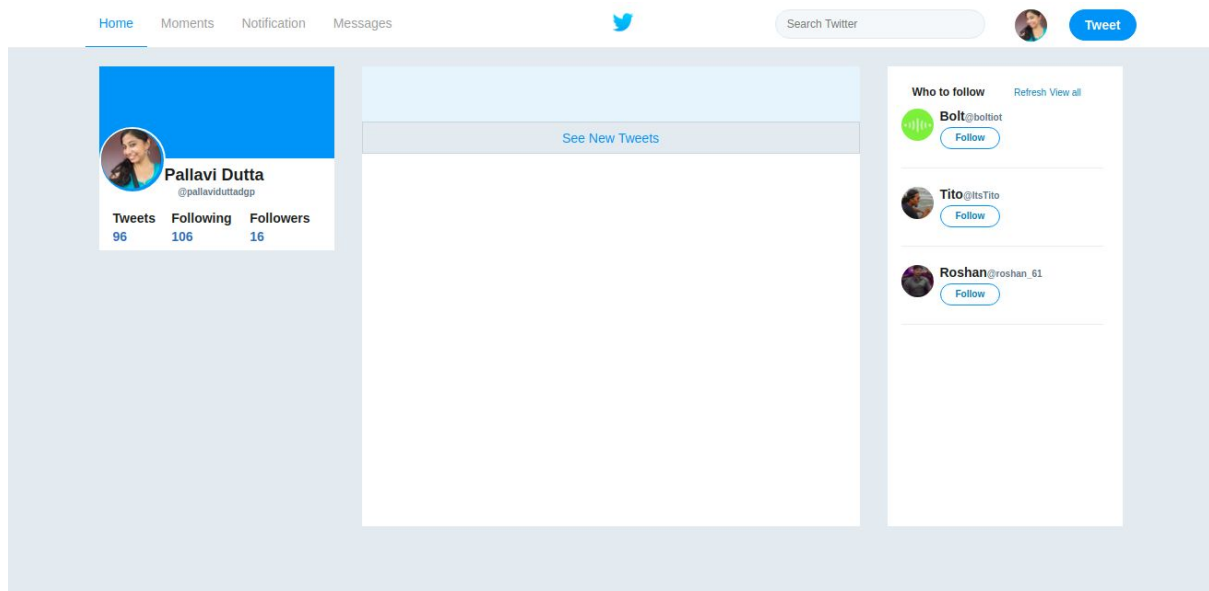 Home Moments Notification Messages Search Twitter Tweet
Pallavi Dutta
@pallaviduttadgp
Tweets Following Followers
96 106 16
See New Tweets
Who to follow Refresh View all
Bolt@boltiot
Follow
Tito@ItsTito
Follow
Roshan@roshan_61
Follow